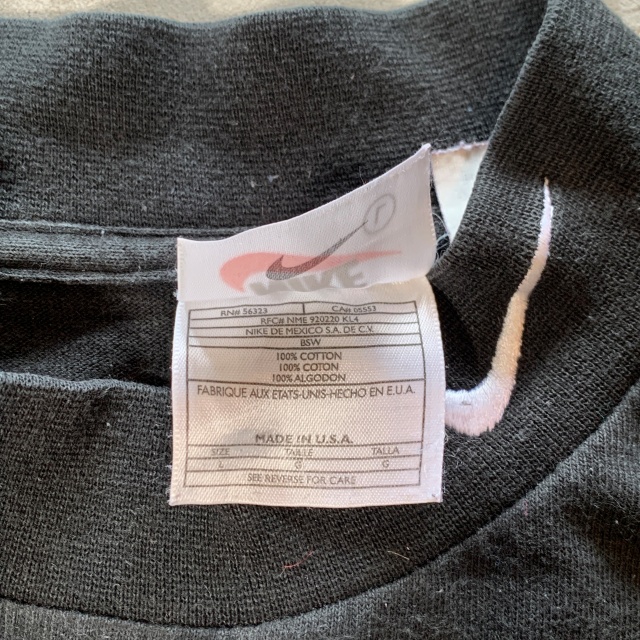 NIKE
RN# 56323 CA# 05553
RFC# NME 920220 KL4
NIKE DE MEXICO S.A. DE C.V.
BSW
100% COTTON
100% COTON
100% ALGODON
FABRIQUE AUX ETATS-UNIS-HECHO EN E.U.A.
MADE IN U.S.A.
SIZE TAILLE TALLA
L G G
SEE REVERSE FOR CARE